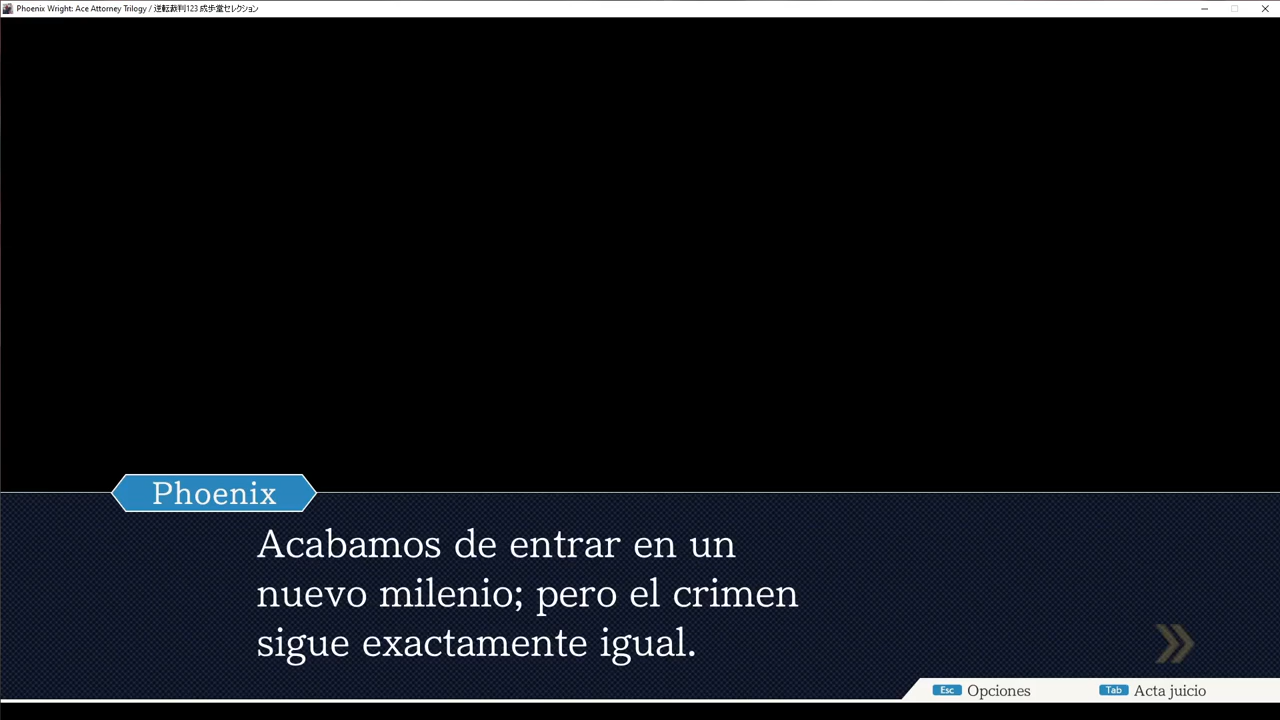 Phoenix Wright: Ace Attorney Trilogy / 逆転裁判123 成歩堂セレクション
Phoenix
Acabamos de entrar en un
nuevo milenio; pero el crimen
sigue exactamente igual.
Esc Opciones Tab Acta juicio